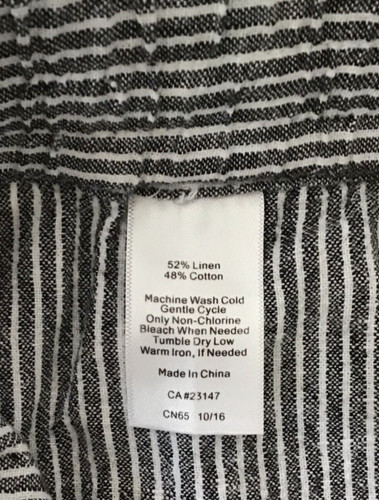 52% Linen
48% Cotton
Machine Wash Cold
Gentle Cycle
Only Non-Chlorine
Bleach When Needed
Tumble Dry Low
Warm Iron, If Needed
Made In China
CA#23147
CN65 10/16